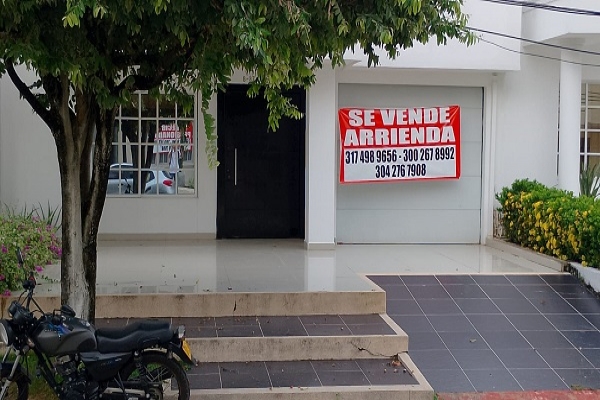 SE VENDE
ARRIENDA
317 498 9656 - 300 267 8992
304 276 7908